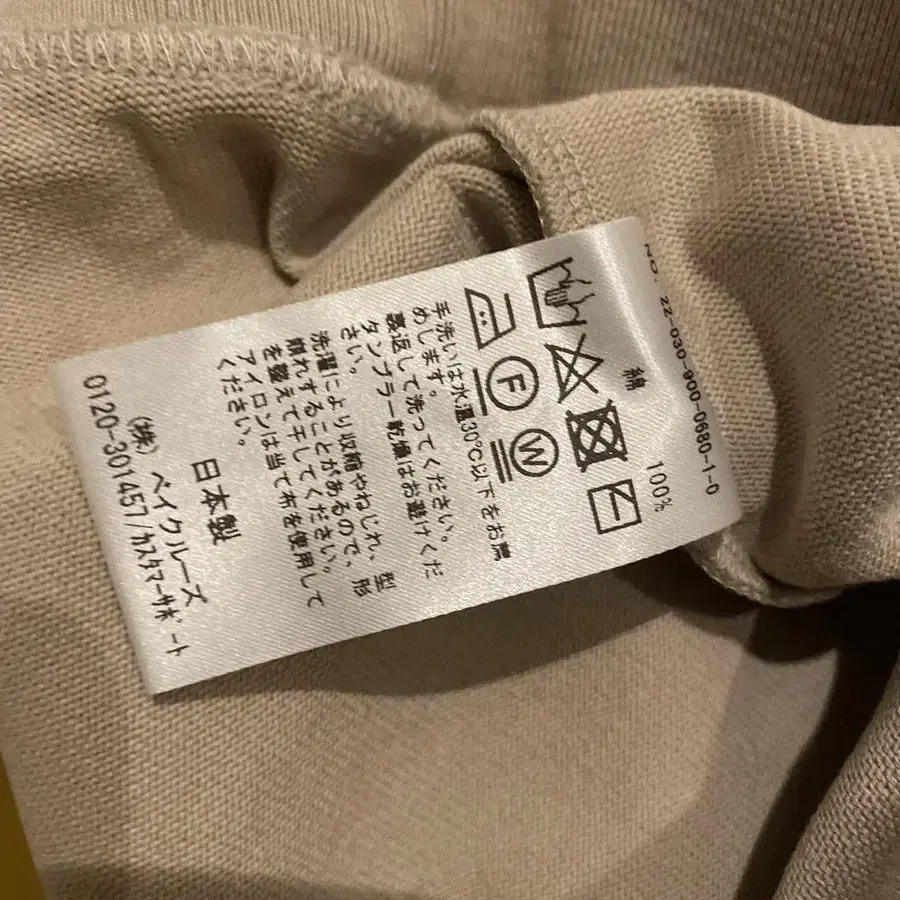 NO. 22-030-900-0680-1-0
綿 100%
F
W
手洗いは水温30℃以下をお薦
めします。
裏返して洗ってください。
タンブラー乾燥はお避けくだ
さい。
洗濯により収縮やねじれ、型
崩れすることがあるので、形
を整えて干してください。
アイロンは当て布を使用して
ください。
日本製
(株) ベイクルーズ
0120-301457/カスタマーサポート